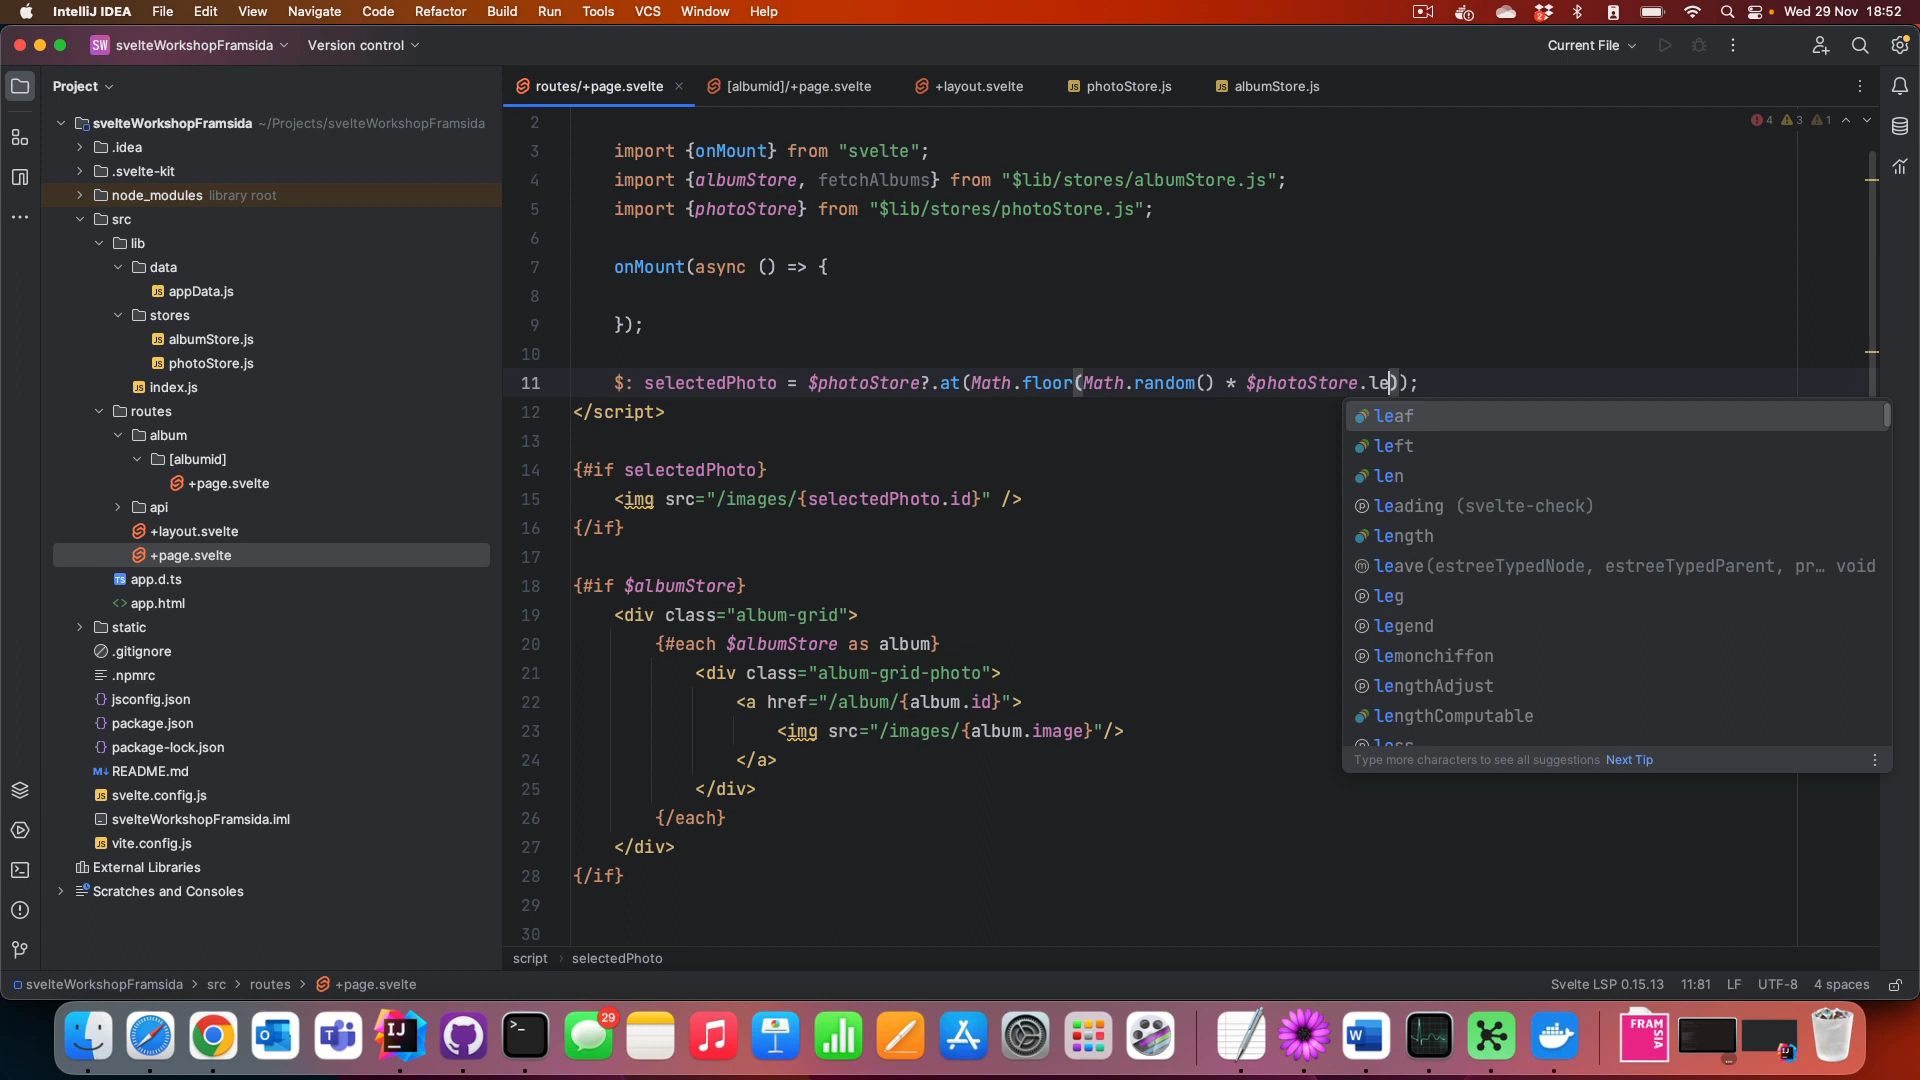 IntelliJ IDEA File Edit View Navigate Code Refactor Build Run Tools VCS Window Help Wed 29 Nov 18:52
SW svelteWorkshopFramsida Version control Current File
Project
routes/+page.svelte [albumid]/+page.svelte +layout.svelte photoStore.js albumStore.js
svelteWorkshopFramsida ~/Projects/svelteWorkshopFramsida
.idea
.svelte-kit
node_modules library root
src
lib
data
appData.js
stores
albumStore.js
photoStore.js
index.js
routes
album
[albumid]
+page.svelte
api
+layout.svelte
+page.svelte
app.d.ts
app.html
static
.gitignore
.npmrc
jsconfig.json
package.json
package-lock.json
README.md
svelte.config.js
svelteWorkshopFramsida.iml
vite.config.js
External Libraries
Scratches and Consoles
4 3 1
2
3 import {onMount} from "svelte";
4 import {albumStore, fetchAlbums} from "$lib/stores/albumStore.js";
5 import {photoStore} from "$lib/stores/photoStore.js";
6
7 onMount(async () => {
8
9 });
10
11 $: selectedPhoto = $photoStore?.at(Math.floor(Math.random() * $photoStore.le));
12 </script>
13
14 {#if selectedPhoto}
15 <img src="/images/{selectedPhoto.id}" />
16 {/if}
17
18 {#if $albumStore}
19 <div class="album-grid">
20 {#each $albumStore as album}
21 <div class="album-grid-photo">
22 <a href="/album/{album.id}">
23 <img src="/images/{album.image}"/>
24 </a>
25 </div>
26 {/each}
27 </div>
28 {/if}
29
30
leaf
left
len
leading (svelte-check)
length
leave(estreeTypedNode, estreeTypedParent, pr… void
leg
legend
lemonchiffon
lengthAdjust
lengthComputable
less
Type more characters to see all suggestions Next Tip
script selectedPhoto
svelteWorkshopFramsida src routes +page.svelte Svelte LSP 0.15.13 11:81 LF UTF-8 4 spaces
29
IJ
W
FRAM
SIA